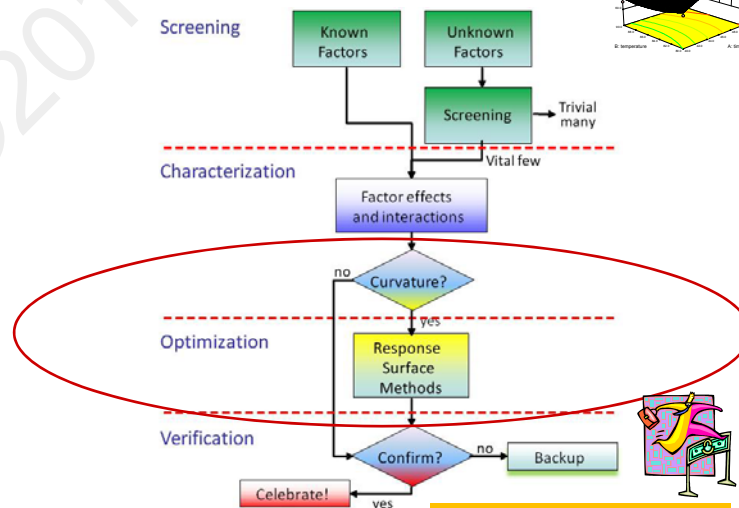 Screening
Known
Factors
Unknown
Factors
Screening
Trivial
many
Vital few
Characterization
Factor effects
and interactions
no
Curvature?
yes
Optimization
Response
Surface
Methods
Verification
Confirm?
no
Backup
Celebrate!
yes
B: temperature